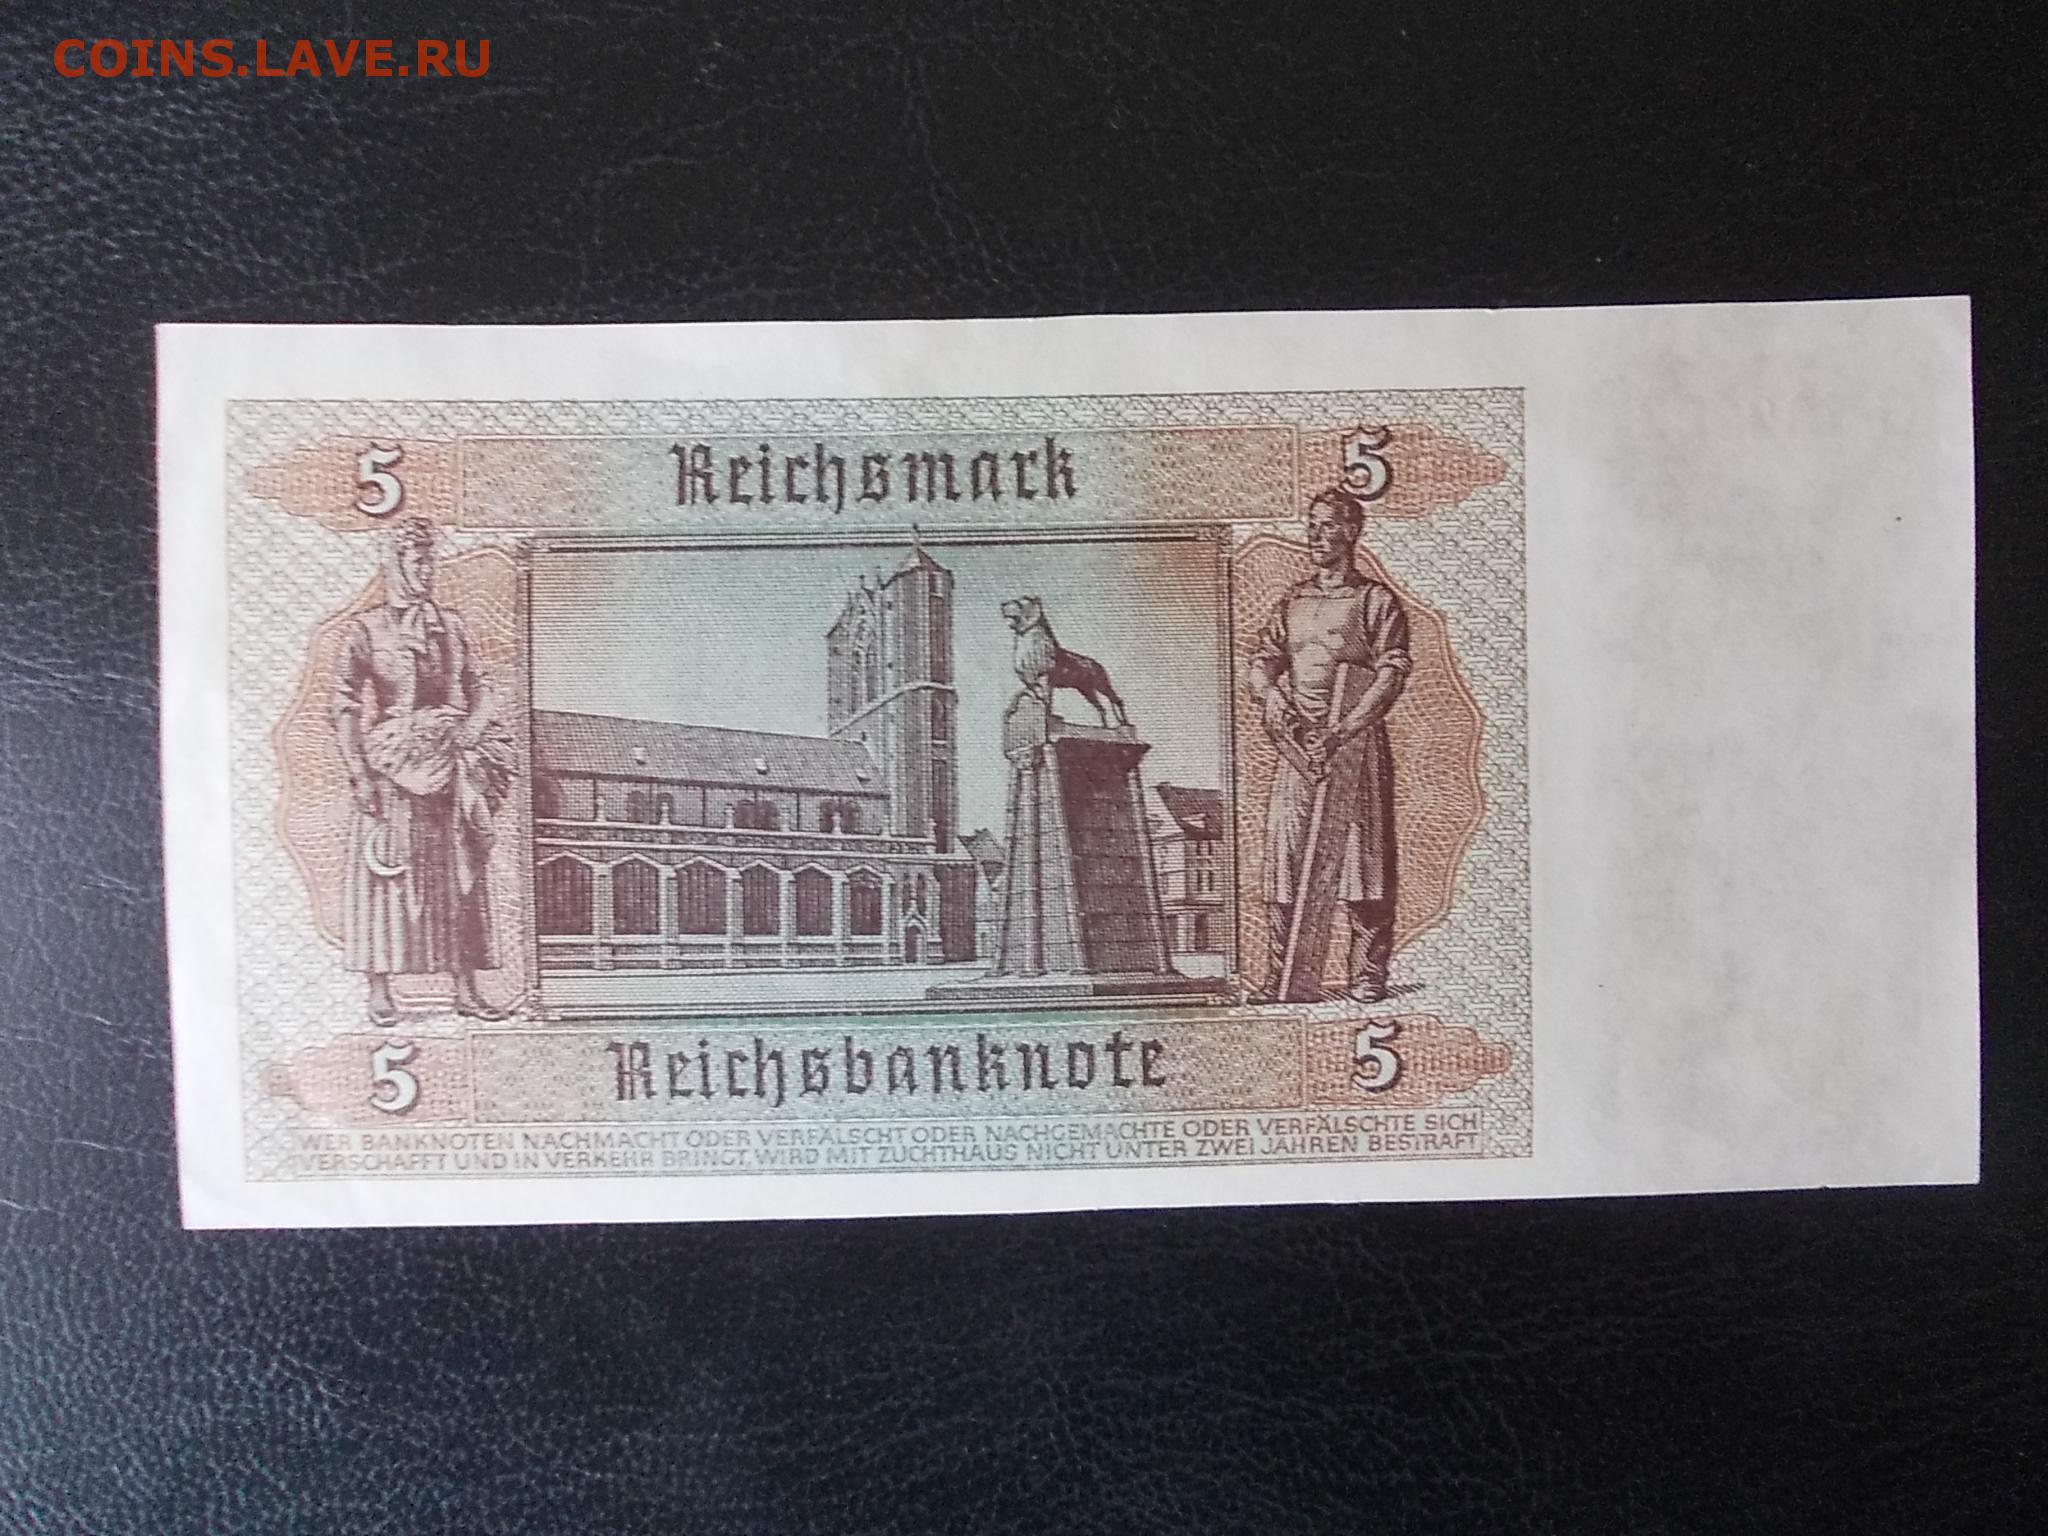 COINS.LAVE.RU
5 Reichsmark 5
5 Reichsbanknote 5
WER BANKNOTEN NACHMACHT ODER VERFÄLSCHT ODER NACHGEMACHTE ODER VERFÄLSCHTE SICH
VERSCHAFFT UND IN VERKEHR BRINGT, WIRD MIT ZUCHTHAUS NICHT UNTER ZWEI JAHREN BESTRAFT